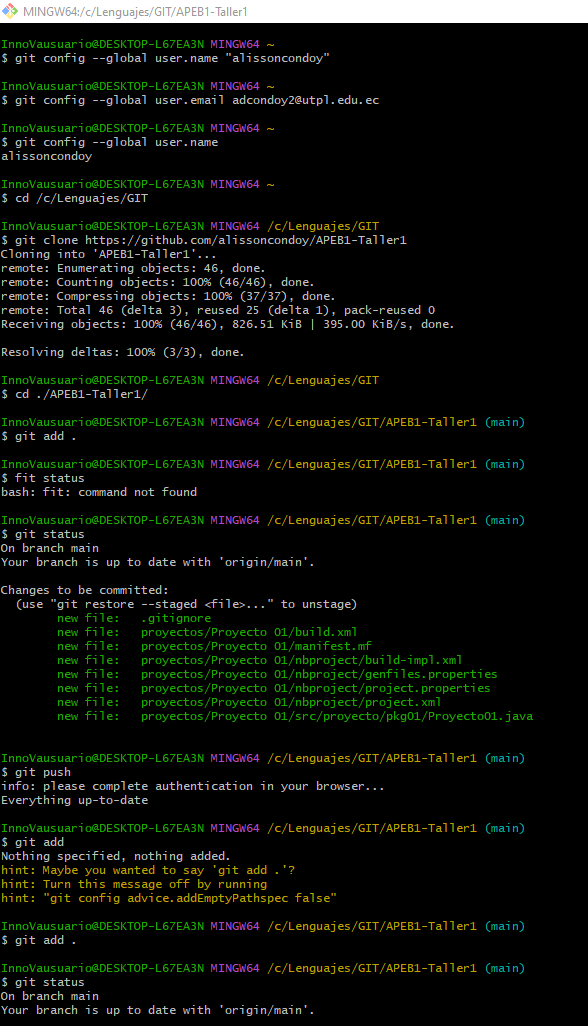 MINGW64:/c/Lenguajes/GIT/APEB1-Taller1
InnoVausuario@DESKTOP-L67EA3N MINGW64 ~
$ git config --global user.name "alissoncondoy"
InnoVausuario@DESKTOP-L67EA3N MINGW64 ~
$ git config --global user.email adcondoy2@utpl.edu.ec
InnoVausuario@DESKTOP-L67EA3N MINGW64 ~
$ git config --global user.name
alissoncondoy
InnoVausuario@DESKTOP-L67EA3N MINGW64 ~
$ cd /c/Lenguajes/GIT
InnoVausuario@DESKTOP-L67EA3N MINGW64 /c/Lenguajes/GIT
$ git clone https://github.com/alissoncondoy/APEB1-Taller1
Cloning into 'APEB1-Taller1'...
remote: Enumerating objects: 46, done.
remote: Counting objects: 100% (46/46), done.
remote: Compressing objects: 100% (37/37), done.
remote: Total 46 (delta 3), reused 25 (delta 1), pack-reused 0
Receiving objects: 100% (46/46), 826.51 KiB | 395.00 KiB/s, done.
Resolving deltas: 100% (3/3), done.
InnoVausuario@DESKTOP-L67EA3N MINGW64 /c/Lenguajes/GIT
$ cd ./APEB1-Taller1/
InnoVausuario@DESKTOP-L67EA3N MINGW64 /c/Lenguajes/GIT/APEB1-Taller1 (main)
$ git add .
InnoVausuario@DESKTOP-L67EA3N MINGW64 /c/Lenguajes/GIT/APEB1-Taller1 (main)
$ fit status
bash: fit: command not found
InnoVausuario@DESKTOP-L67EA3N MINGW64 /c/Lenguajes/GIT/APEB1-Taller1 (main)
$ git status
On branch main
Your branch is up to date with 'origin/main'.
Changes to be committed:
(use "git restore --staged <file>..." to unstage)
new file: .gitignore
new file: proyectos/Proyecto 01/build.xml
new file: proyectos/Proyecto 01/manifest.mf
new file: proyectos/Proyecto 01/nbproject/build-impl.xml
new file: proyectos/Proyecto 01/nbproject/genfiles.properties
new file: proyectos/Proyecto 01/nbproject/project.properties
new file: proyectos/Proyecto 01/nbproject/project.xml
new file: proyectos/Proyecto 01/src/proyecto/pkg01/Proyecto01.java
InnoVausuario@DESKTOP-L67EA3N MINGW64 /c/Lenguajes/GIT/APEB1-Taller1 (main)
$ git push
info: please complete authentication in your browser...
Everything up-to-date
InnoVausuario@DESKTOP-L67EA3N MINGW64 /c/Lenguajes/GIT/APEB1-Taller1 (main)
$ git add
Nothing specified, nothing added.
hint: Maybe you wanted to say 'git add .'?
hint: Turn this message off by running
hint: "git config advice.addEmptyPathspec false"
InnoVausuario@DESKTOP-L67EA3N MINGW64 /c/Lenguajes/GIT/APEB1-Taller1 (main)
$ git add .
InnoVausuario@DESKTOP-L67EA3N MINGW64 /c/Lenguajes/GIT/APEB1-Taller1 (main)
$ git status
On branch main
Your branch is up to date with 'origin/main'.